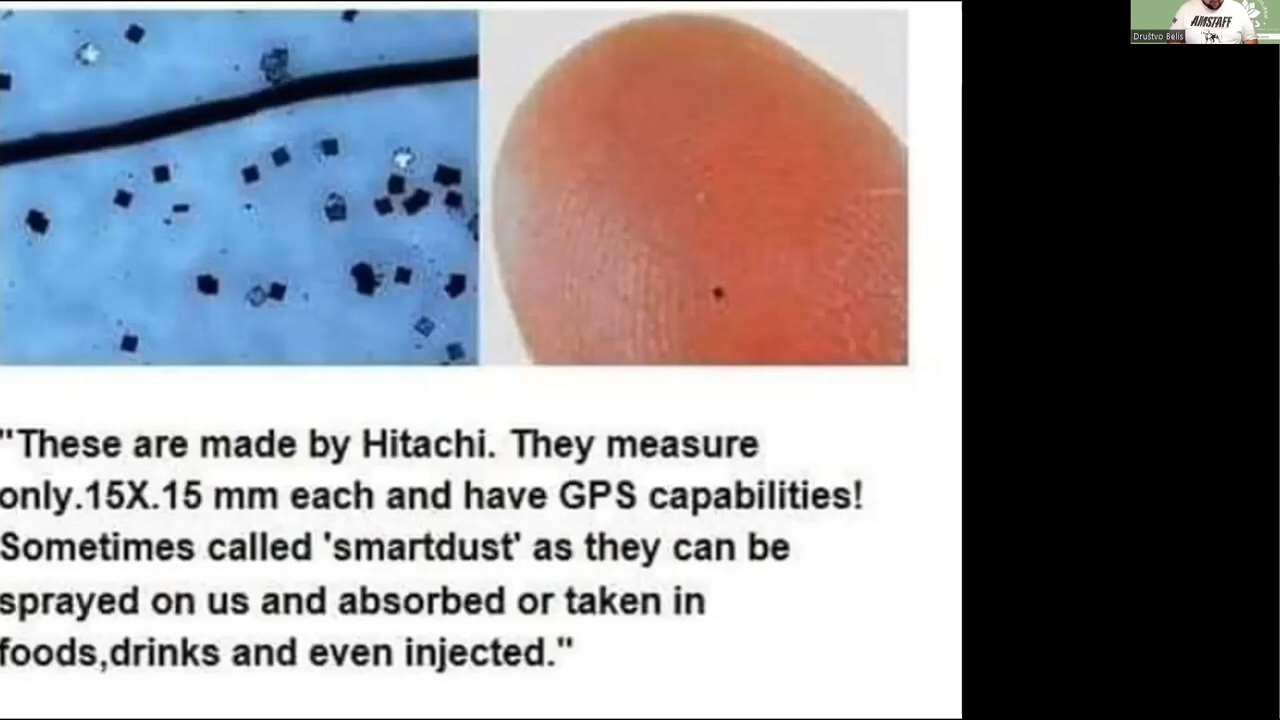 AMSTAFF
Društvo Belis
"These are made by Hitachi. They measure
only.15X.15 mm each and have GPS capabilities!
Sometimes called 'smartdust' as they can be
sprayed on us and absorbed or taken in
foods,drinks and even injected."